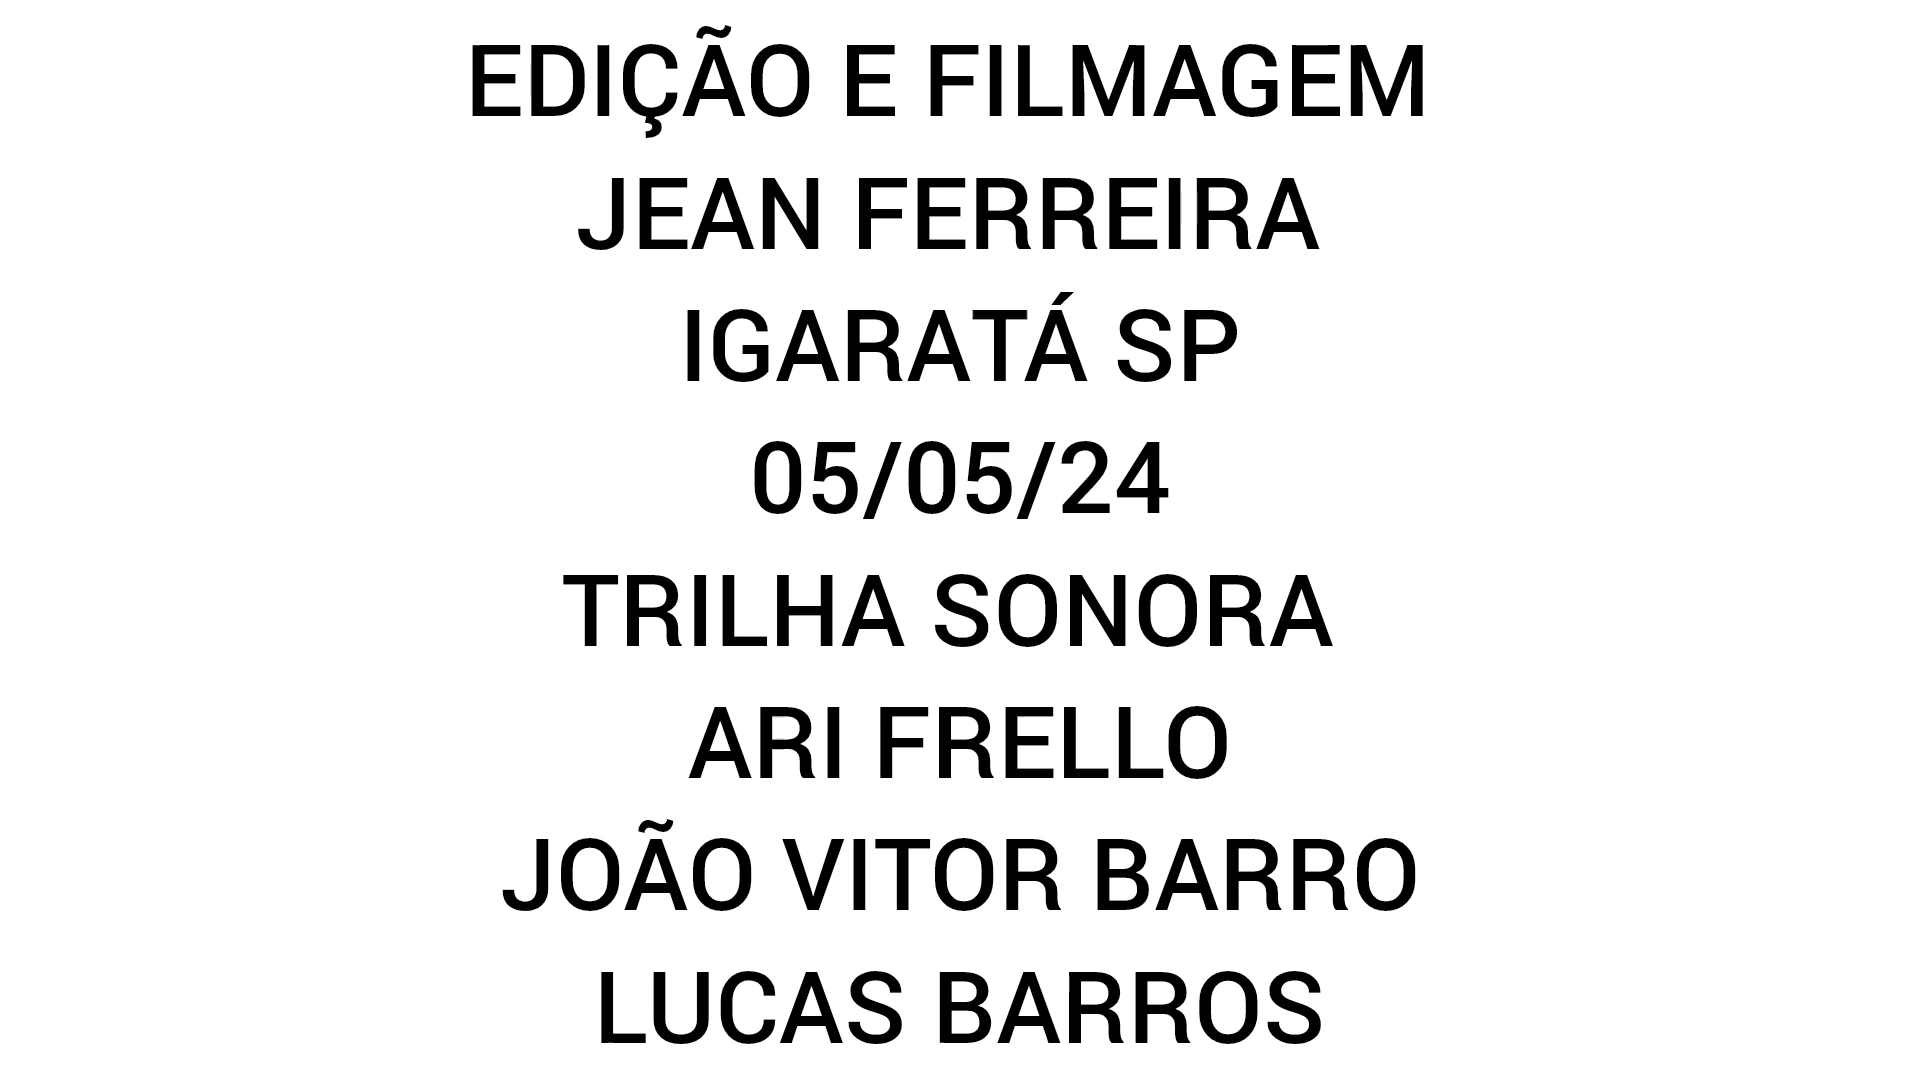 EDIÇÃO E FILMAGEM
JEAN FERREIRA
IGARATÁ SP
05/05/24
TRILHA SONORA
ARI FRELLO
JOÃO VITOR BARRO
LUCAS BARROS